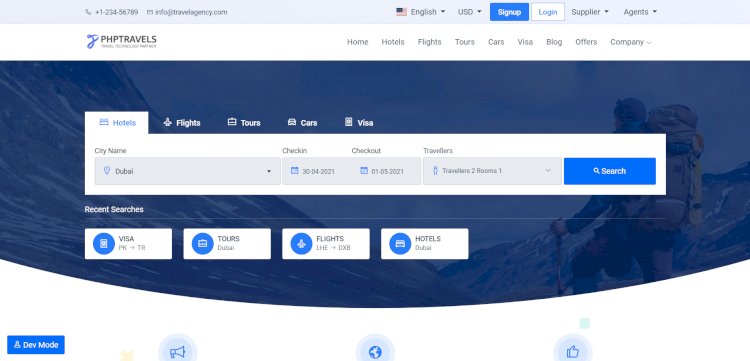 +1-234-56789 info@travelagency.com English USD Signup Login Supplier Agents
PHPTRAVELS
TRAVEL TECHNOLOGY PARTNER
Home Hotels Flights Tours Cars Visa Blog Offers Company
Hotels Flights Tours Cars Visa
City Name Checkin Checkout Travellers
Dubai 30-04-2021 01-05-2021 Travellers 2 Rooms 1 Search
Recent Searches
VISA TOURS FLIGHTS HOTELS
PK → TR Dubai LHE → DXB Dubai
Dev Mode